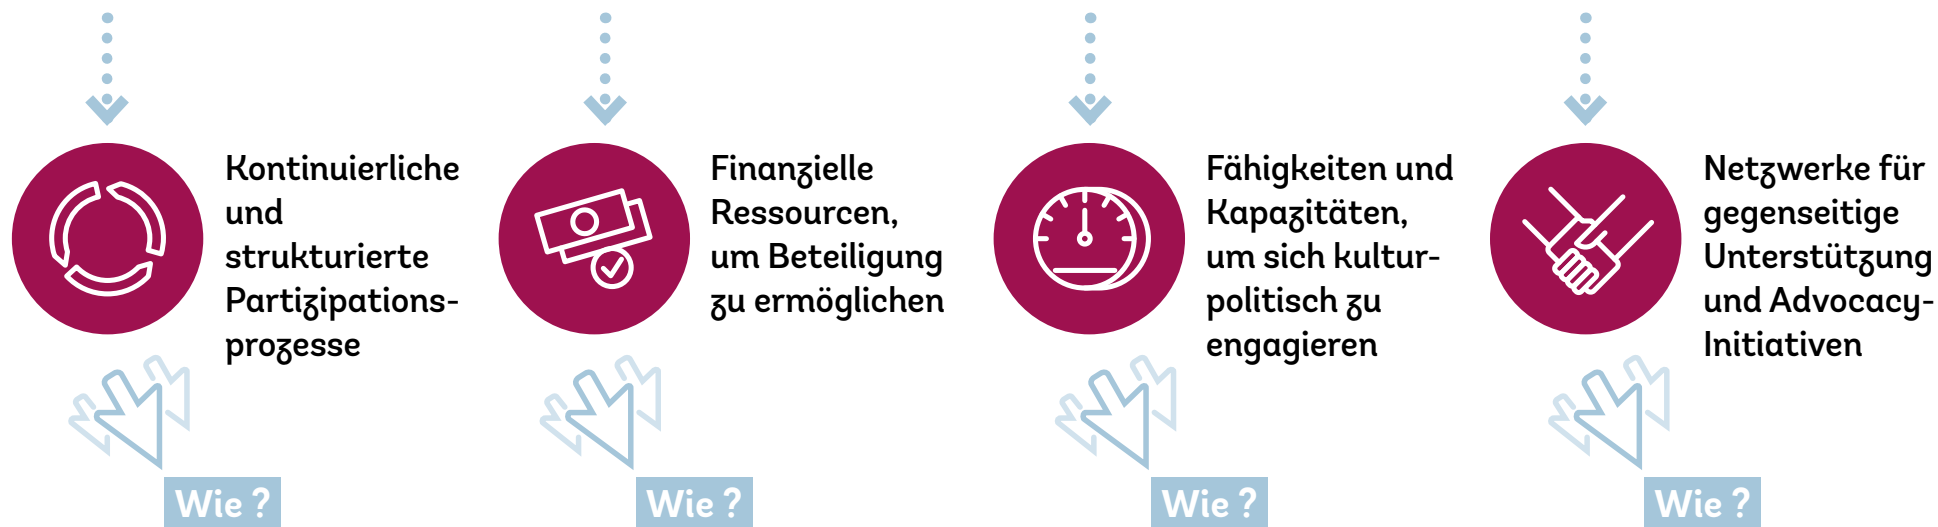 Kontinuierliche
und
strukturierte
Partizipations-
prozesse
Finanzielle
Ressourcen,
um Beteiligung
zu ermöglichen
Fähigkeiten und
Kapazitäten,
um sich kultur-
politisch zu
engagieren
Netzwerke für
gegenseitige
Unterstützung
und Advocacy-
Initiativen
Wie ?
Wie ?
Wie ?
Wie ?